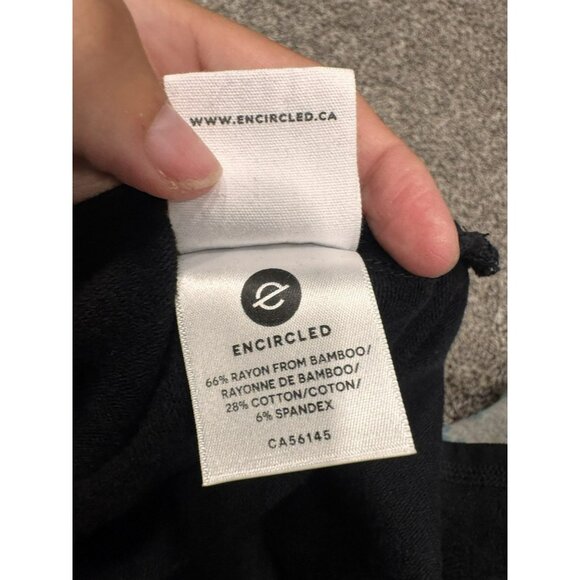 WWW.ENCIRCLED.CA
ENCIRCLED
66% RAYON FROM BAMBOO/
RAYONNE DE BAMBOO/
28% COTTON/COTON/
6% SPANDEX
CA56145